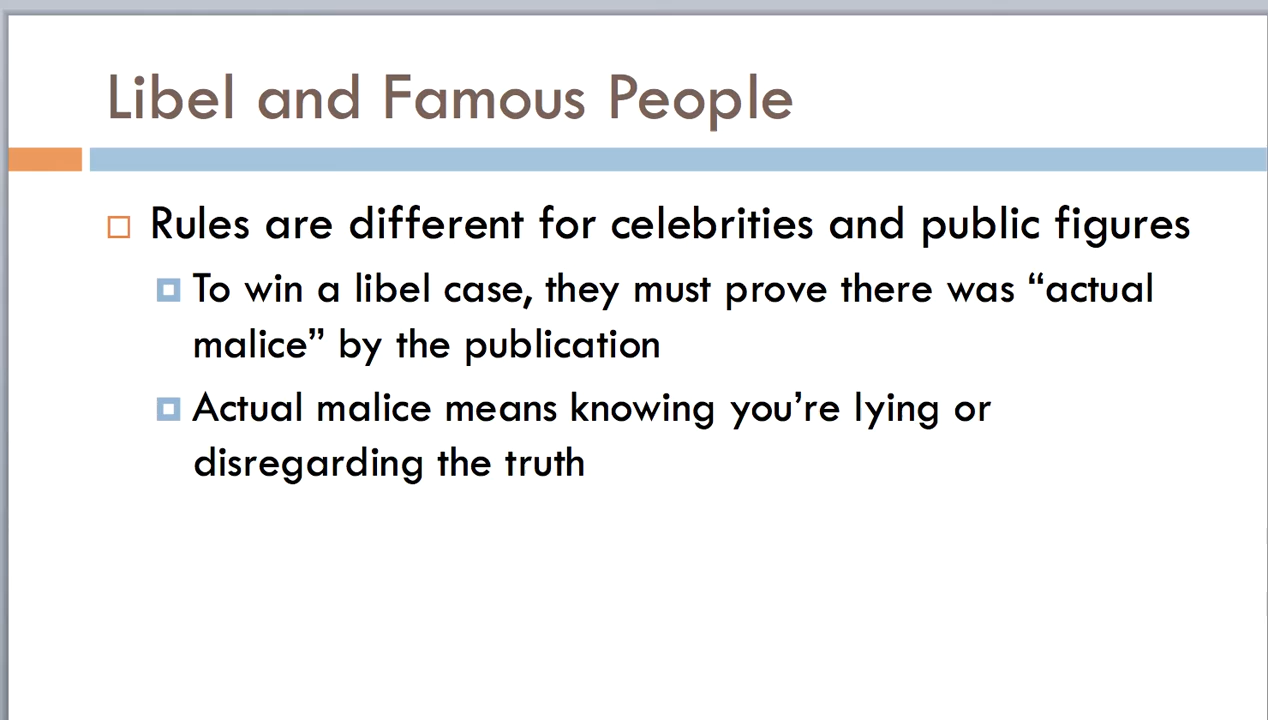 Libel and Famous People
Rules are different for celebrities and public figures
To win a libel case, they must prove there was “actual
malice” by the publication
Actual malice means knowing you’re lying or
disregarding the truth